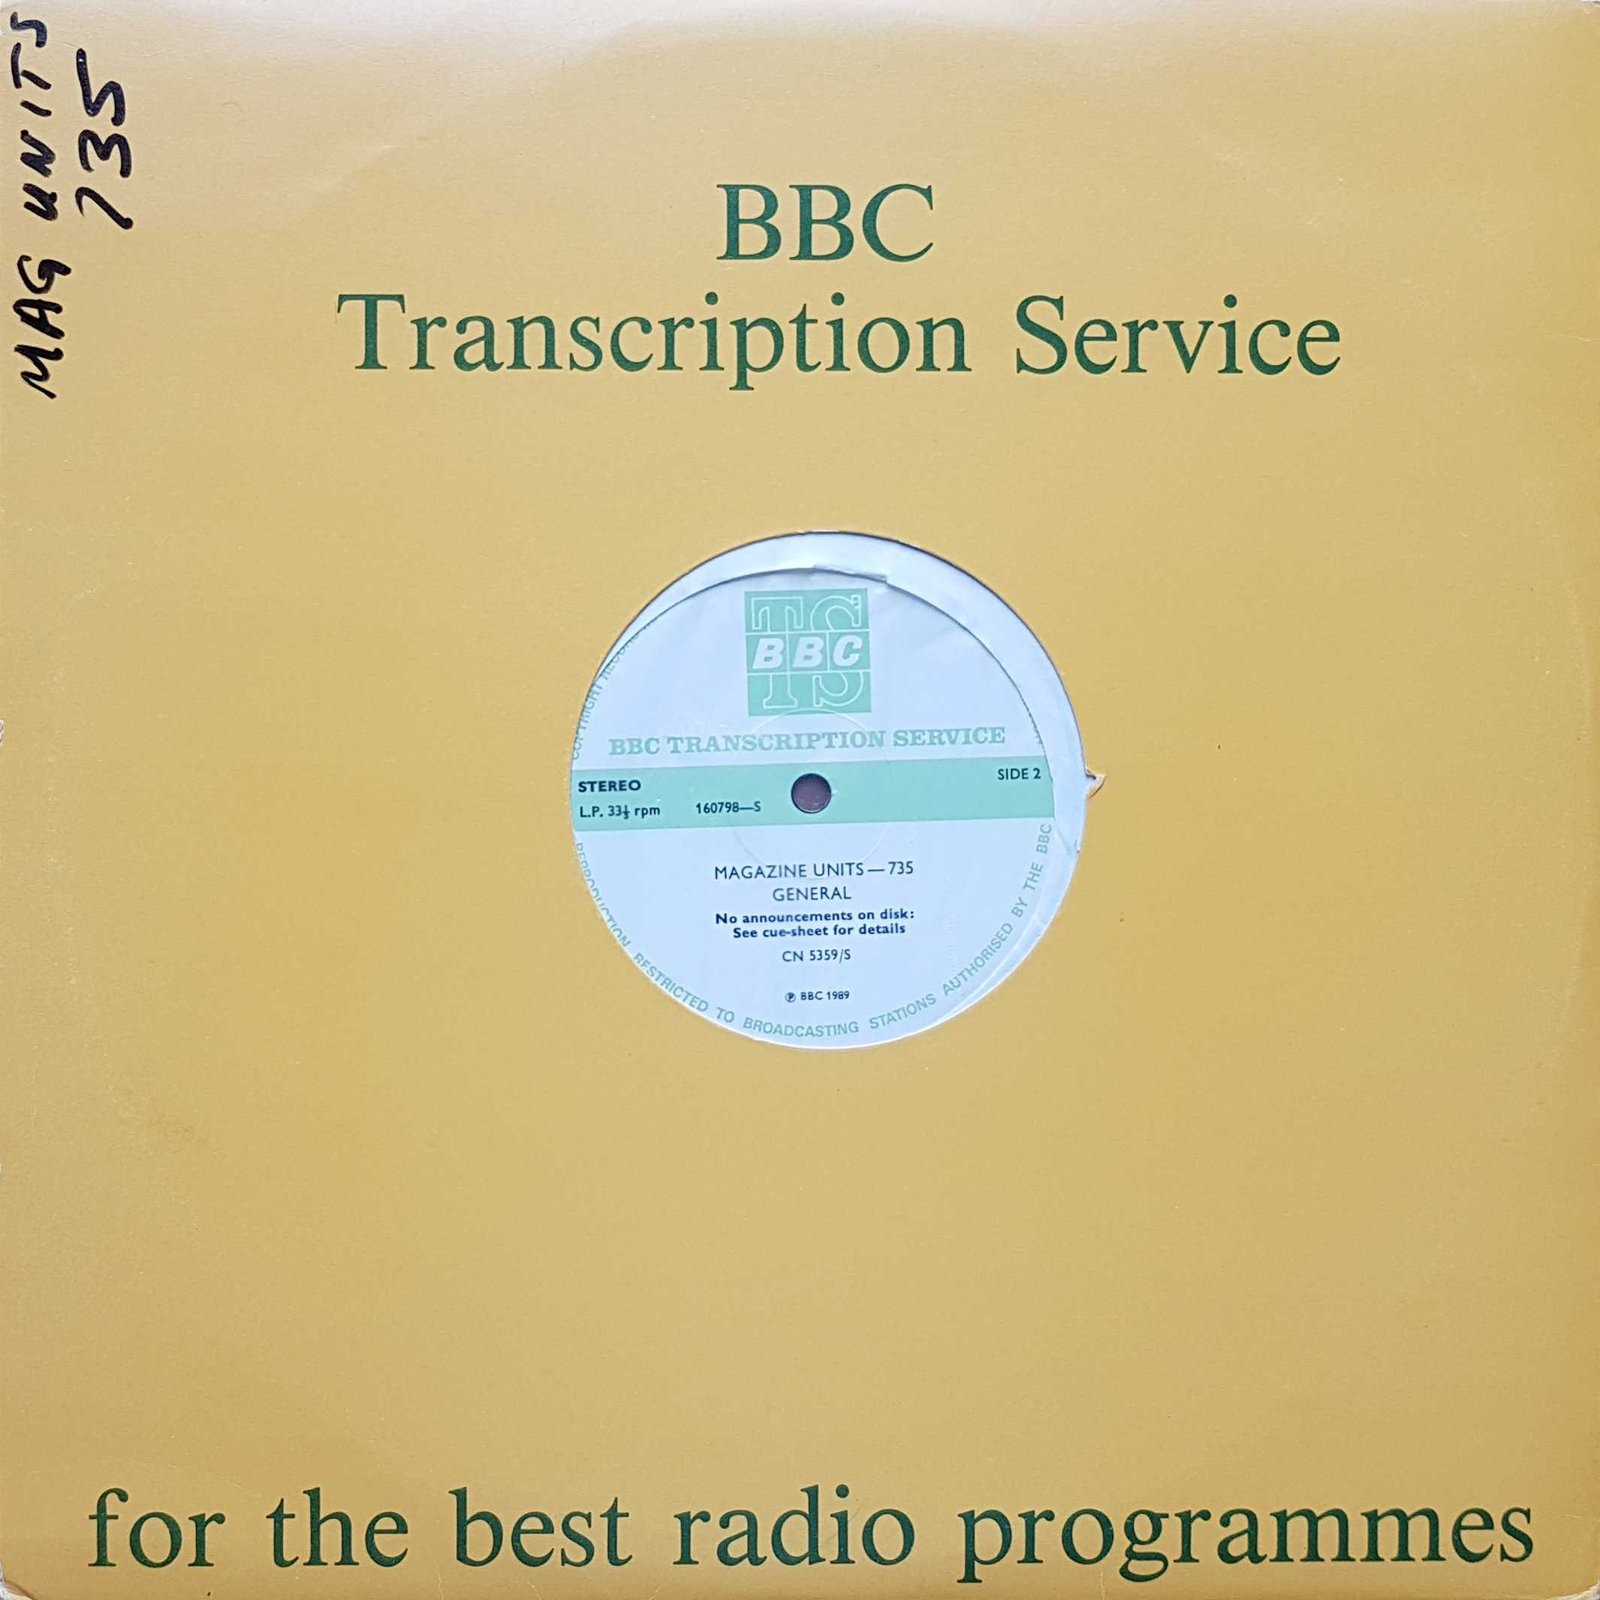 MAG UNITS
735
BBC
Transcription Service
TS
BBC
BBC TRANSCRIPTION SERVICE
STEREO
SIDE 2
L.P. 33⅓ rpm 160798—S
MAGAZINE UNITS — 735
GENERAL
No announcements on disk:
See cue-sheet for details
CN 5359/S
℗ BBC 1989
COPYRIGHT
REPRODUCTION RESTRICTED TO BROADCASTING STATIONS AUTHORISED BY THE BBC
for the best radio programmes